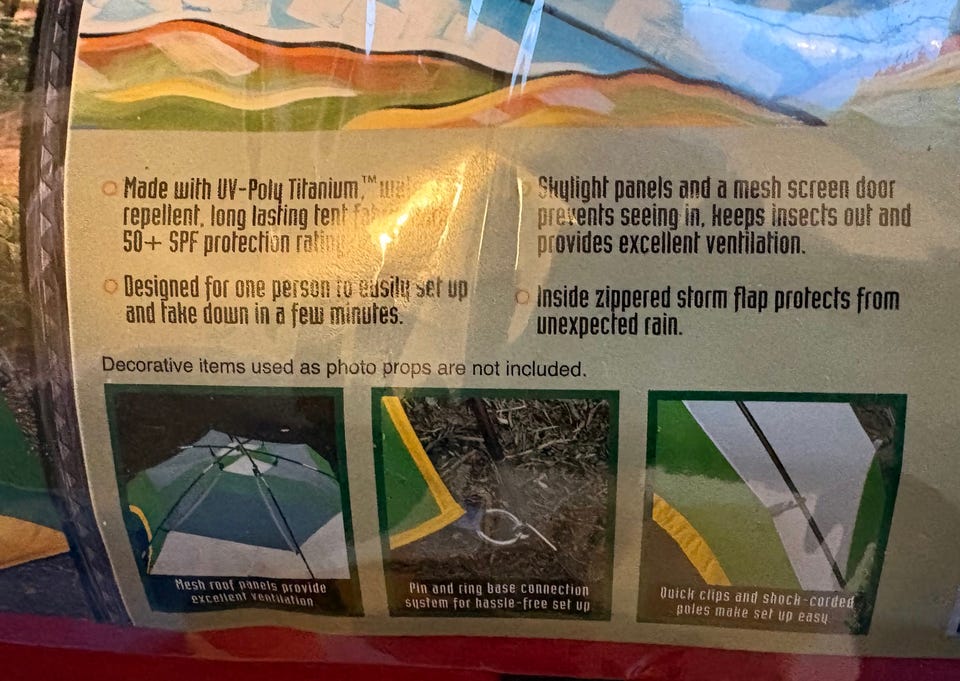 Made with UV-Poly Titanium,™
repellent, long lasting tent
50+ SPF protection rating
Designed for one person to easily set up
and take down in a few minutes.
Skylight panels and a mesh screen door
prevents seeing in, keeps insects out and
provides excellent ventilation.
Inside zippered storm flap protects from
unexpected rain.
Decorative items used as photo props are not included.
Mesh roof panels provide
excellent ventilation
Pin and ring base connection
system for hassle-free set up
Quick clips and shock-corded
poles make set up easy